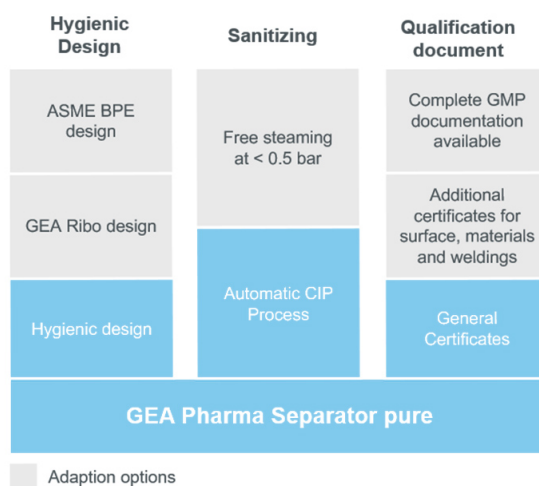 Hygienic
Design
Sanitizing
Qualification
document
ASME BPE
design
Free steaming
at < 0.5 bar
Complete GMP
documentation
available
GEA Ribo design
Additional
certificates for
surface, materials
and weldings
Hygienic design
Automatic CIP
Process
General
Certificates
GEA Pharma Separator pure
Adaption options